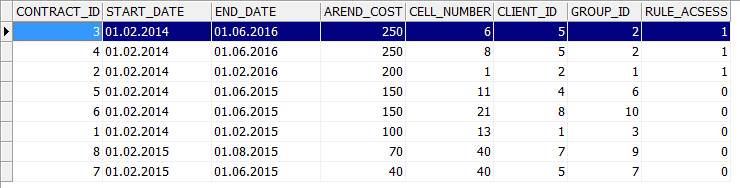 CONTRACT_ID START_DATE END_DATE AREND_COST CELL_NUMBER CLIENT_ID GROUP_ID RULE_ACSESS
3 01.02.2014 01.06.2016 250 6 5 2 1
4 01.02.2014 01.06.2016 250 8 5 2 1
2 01.02.2014 01.02.2016 200 1 2 1 1
5 01.02.2014 01.06.2015 150 11 4 6 0
6 01.02.2014 01.06.2015 150 21 8 10 0
1 01.02.2014 01.02.2015 100 13 1 3 0
8 01.02.2015 01.08.2015 70 40 7 9 0
7 01.02.2015 01.06.2015 40 40 5 7 0